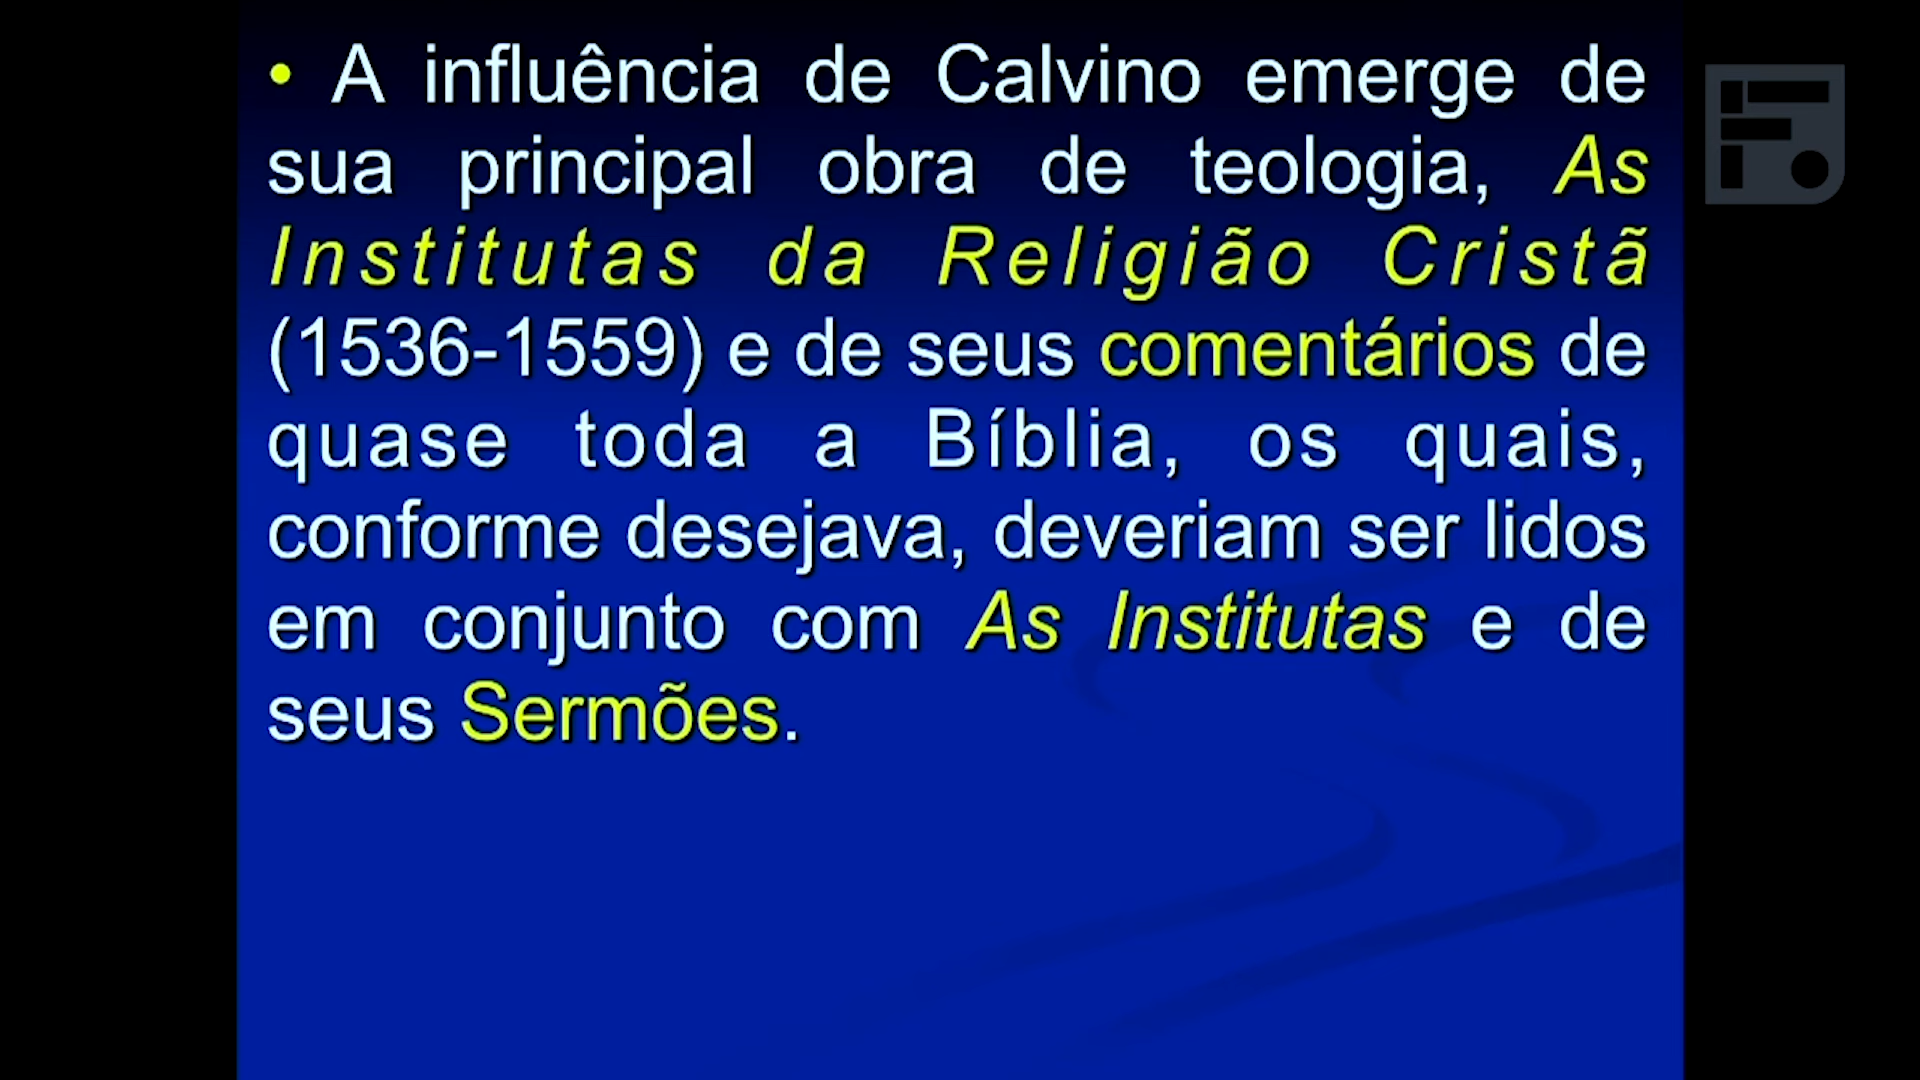 • A influência de Calvino emerge de
sua principal obra de teologia, As
Institutas da Religião Cristã
(1536-1559) e de seus comentários de
quase toda a Bíblia, os quais,
conforme desejava, deveriam ser lidos
em conjunto com As Institutas e de
seus Sermões.